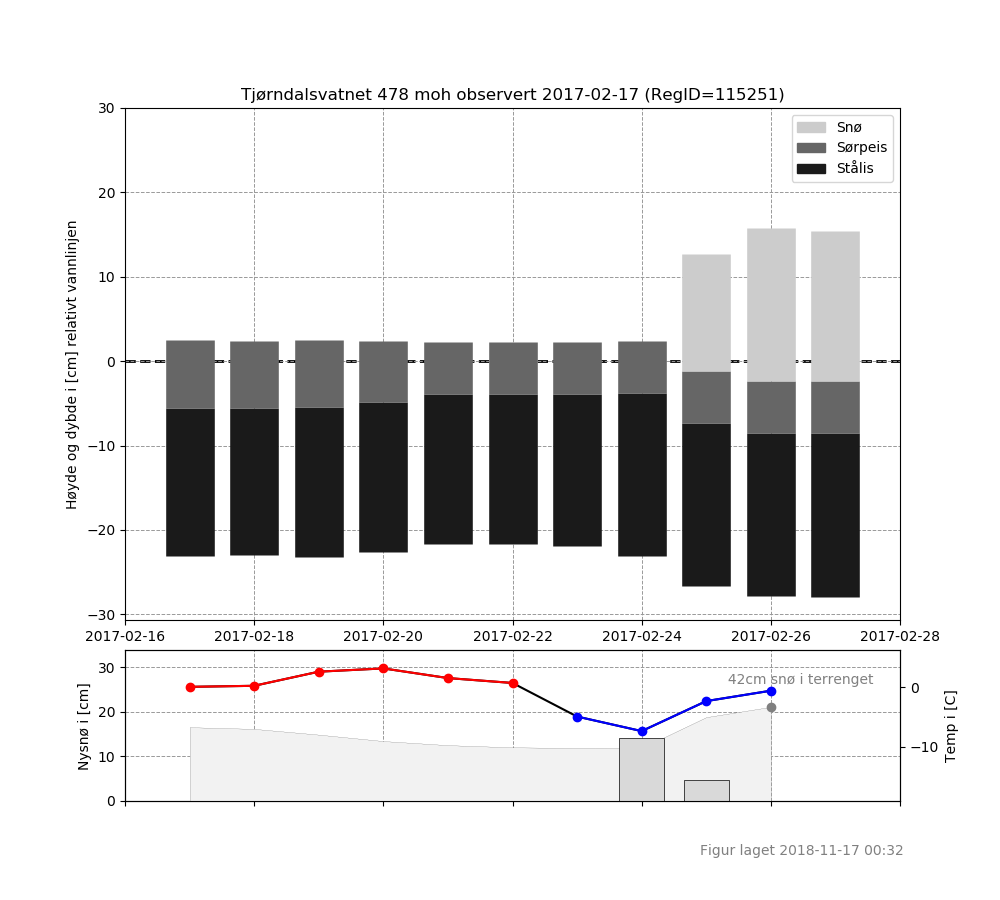 Tjørndalsvatnet 478 moh observert 2017-02-17 (RegID=115251)
Snø
Sørpeis
Stålis
Høyde og dybde i [cm] relativt vannlinjen
30
20
10
0
−10
−20
−30
2017-02-16 2017-02-18 2017-02-20 2017-02-22 2017-02-24 2017-02-26 2017-02-28
Nysnø i [cm]
30
20
10
0
42cm snø i terrenget
0
−10
Temp i [C]
Figur laget 2018-11-17 00:32